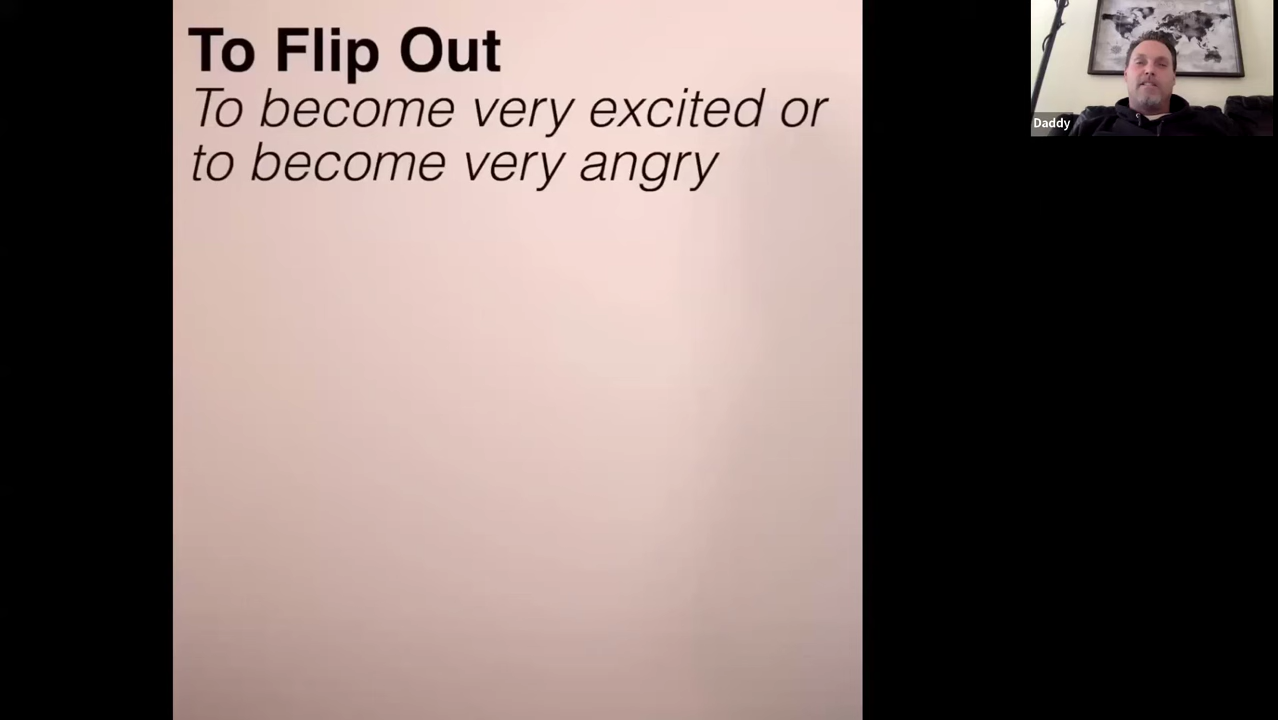 To Flip Out
To become very excited or
to become very angry
Daddy